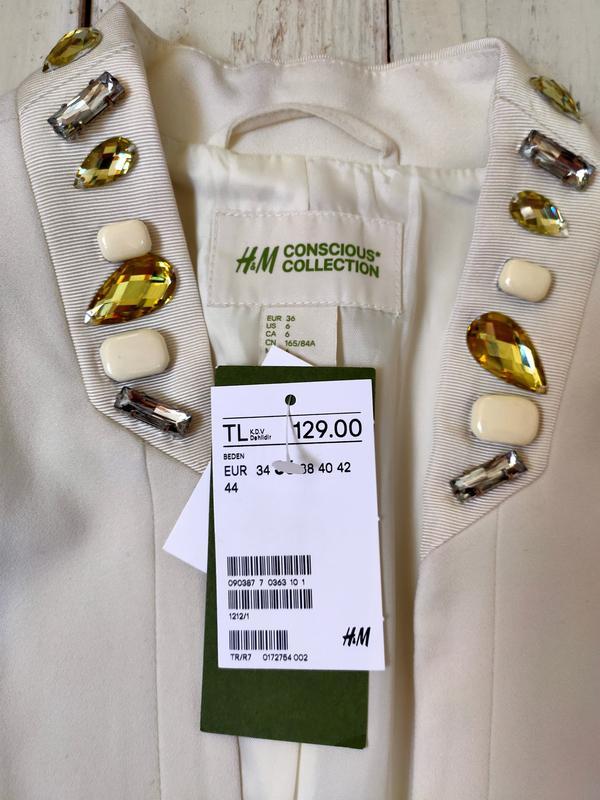 H&M CONSCIOUS*
COLLECTION
EUR 36
US 6
CA 6
CN 165/84A
TL K.D.V Dahildir 129.00
BEDEN
EUR 34 38 40 42
44
090387 7 0363 10 1
1212/1
H&M
TR/R7 0172754 002